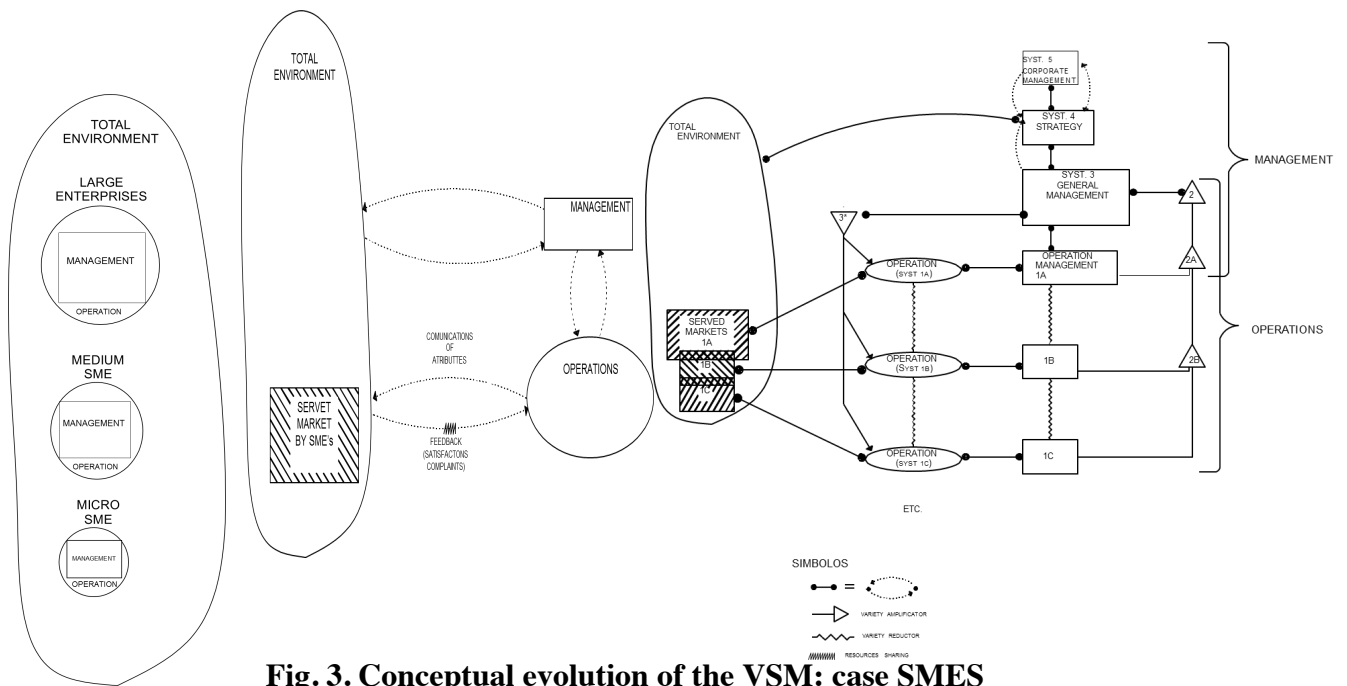 TOTAL
ENVIRONMENT
LARGE
ENTERPRISES
MANAGEMENT
OPERATION
MEDIUM
SME
MANAGEMENT
OPERATION
MICRO
SME
MANAGEMENT
OPERATION
TOTAL
ENVIRONMENT
SERVET
MARKET
BY SME's
MANAGEMENT
COMUNICATIONS
OF
ATRIBUTTES
OPERATIONS
FEEDBACK
(SATISFACTONS
COMPLAINTS)
TOTAL
ENVIRONMENT
SERVED
MARKETS
1A
1B
1C
SYST. 5
CORPORATE
MANAGEMENT
SYST. 4
STRATEGY
SYST. 3
GENERAL
MANAGEMENT
3*
2
OPERATION
(SYST 1A)
OPERATION
MANAGEMENT
1A
2A
OPERATION
(SYST 1B)
1B
2B
OPERATION
(SYST 1C)
1C
ETC.
MANAGEMENT
OPERATIONS
SIMBOLOS
=
VARIETY AMPLIFICATOR
VARIETY REDUCTOR
RESOURCES SHARING
Fig. 3. Conceptual evolution of the VSM: case SMES